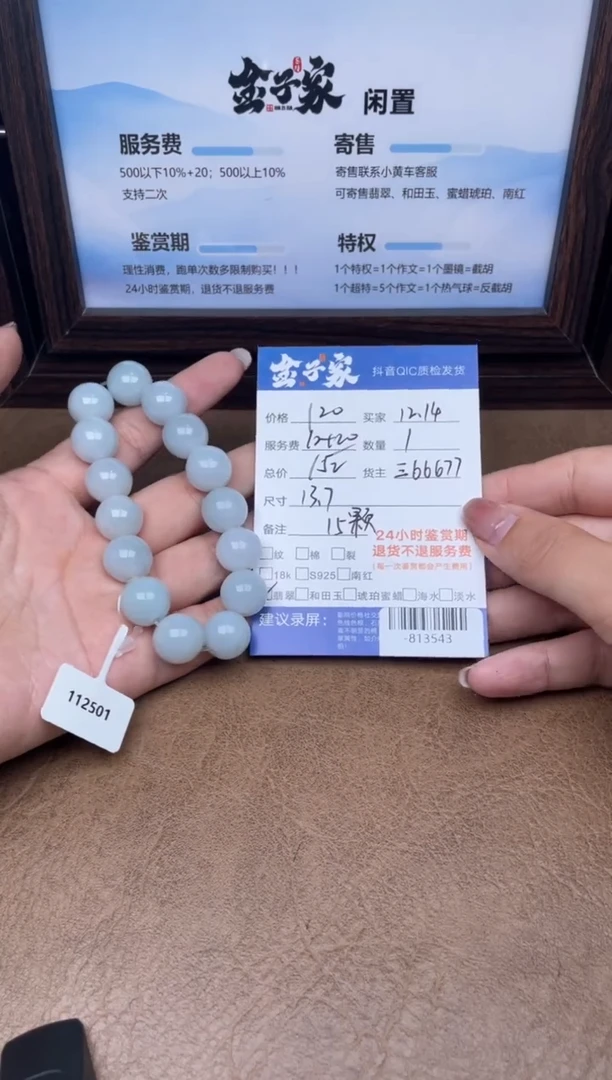 金子家 闲置
服务费
500以下10%+20；500以上10%
支持二次
寄售
寄售联系小黄车客服
可寄售翡翠、和田玉、蜜蜡琥珀、南红
鉴赏期
理性消费，跑单次数多限制购买！！！
24小时鉴赏期，退货不退服务费
特权
1个特权=1个作文=1个墨镜=截胡
1个超特=5个作文=1个热气球=反截胡
金子家 抖音QIC质检发货
价格 120 买家 12.14
服务费 12+20 数量 1
总价 152 货主 三66677
尺寸 13.7
备注 15颗
24小时鉴赏期
退货不退服务费
纹 棉 裂
18k S925 南红
翡翠 和田玉 琥珀蜜蜡 海水 淡水
建议录屏：
-813543
112501